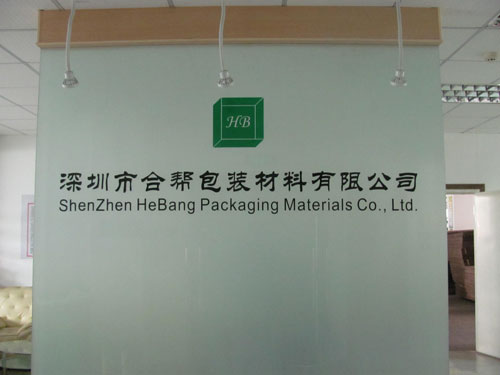 HB
深圳市合帮包装材料有限公司
ShenZhen HeBang Packaging Materials Co., Ltd.